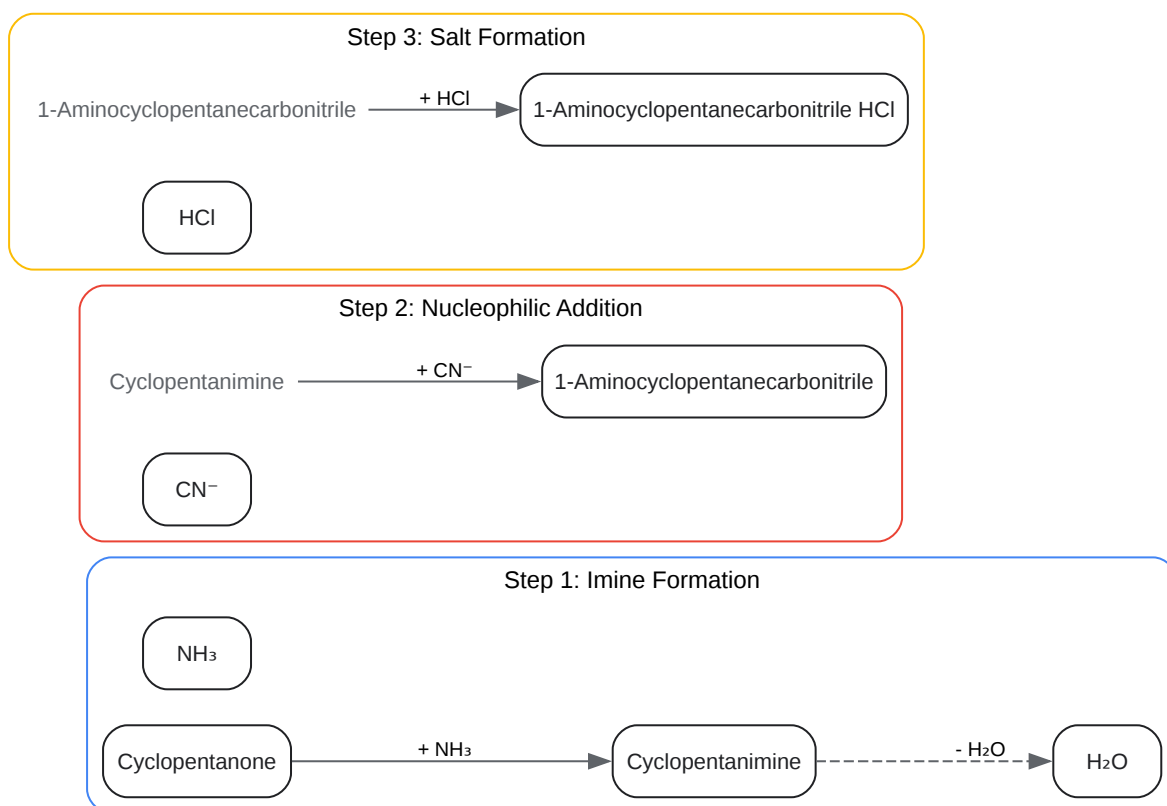 Step 3: Salt Formation
1-Aminocyclopentanecarbonitrile
+ HCl
1-Aminocyclopentanecarbonitrile HCl
HCl
Step 2: Nucleophilic Addition
Cyclopentanimine
+ CN⁻
1-Aminocyclopentanecarbonitrile
CN⁻
Step 1: Imine Formation
NH₃
Cyclopentanone
+ NH₃
Cyclopentanimine
- H₂O
H₂O